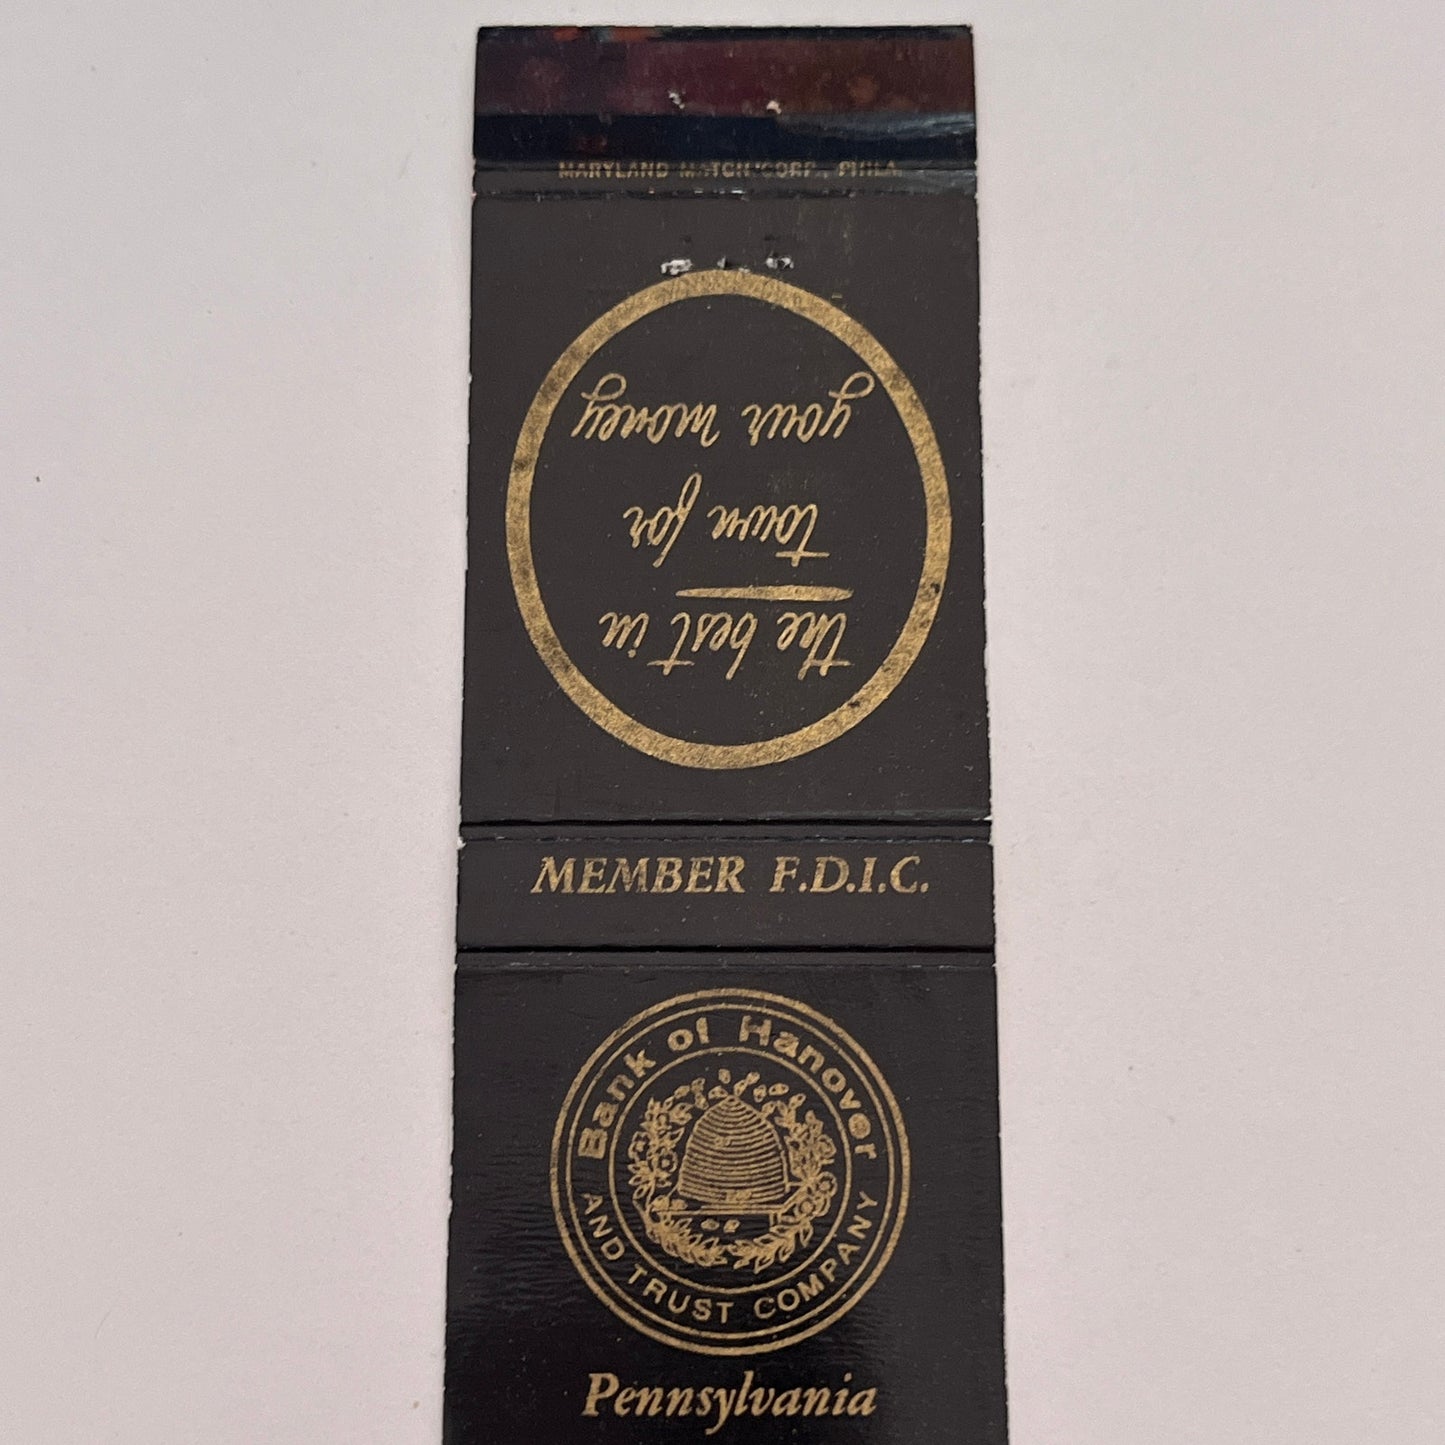 MARYLAND MATCH CORP., PHILA.
the best in
town for
your money
MEMBER F.D.I.C.
Bank of Hanover
AND TRUST COMPANY
Pennsylvania